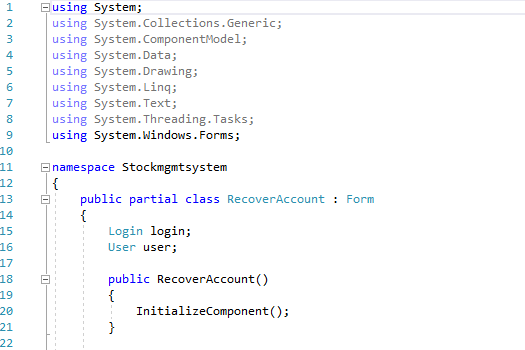 1 using System;
2 using System.Collections.Generic;
3 using System.ComponentModel;
4 using System.Data;
5 using System.Drawing;
6 using System.Linq;
7 using System.Text;
8 using System.Threading.Tasks;
9 using System.Windows.Forms;
10
11 namespace Stockmgmtsystem
12 {
13 public partial class RecoverAccount : Form
14 {
15 Login login;
16 User user;
17
18 public RecoverAccount()
19 {
20 InitializeComponent();
21 }
22